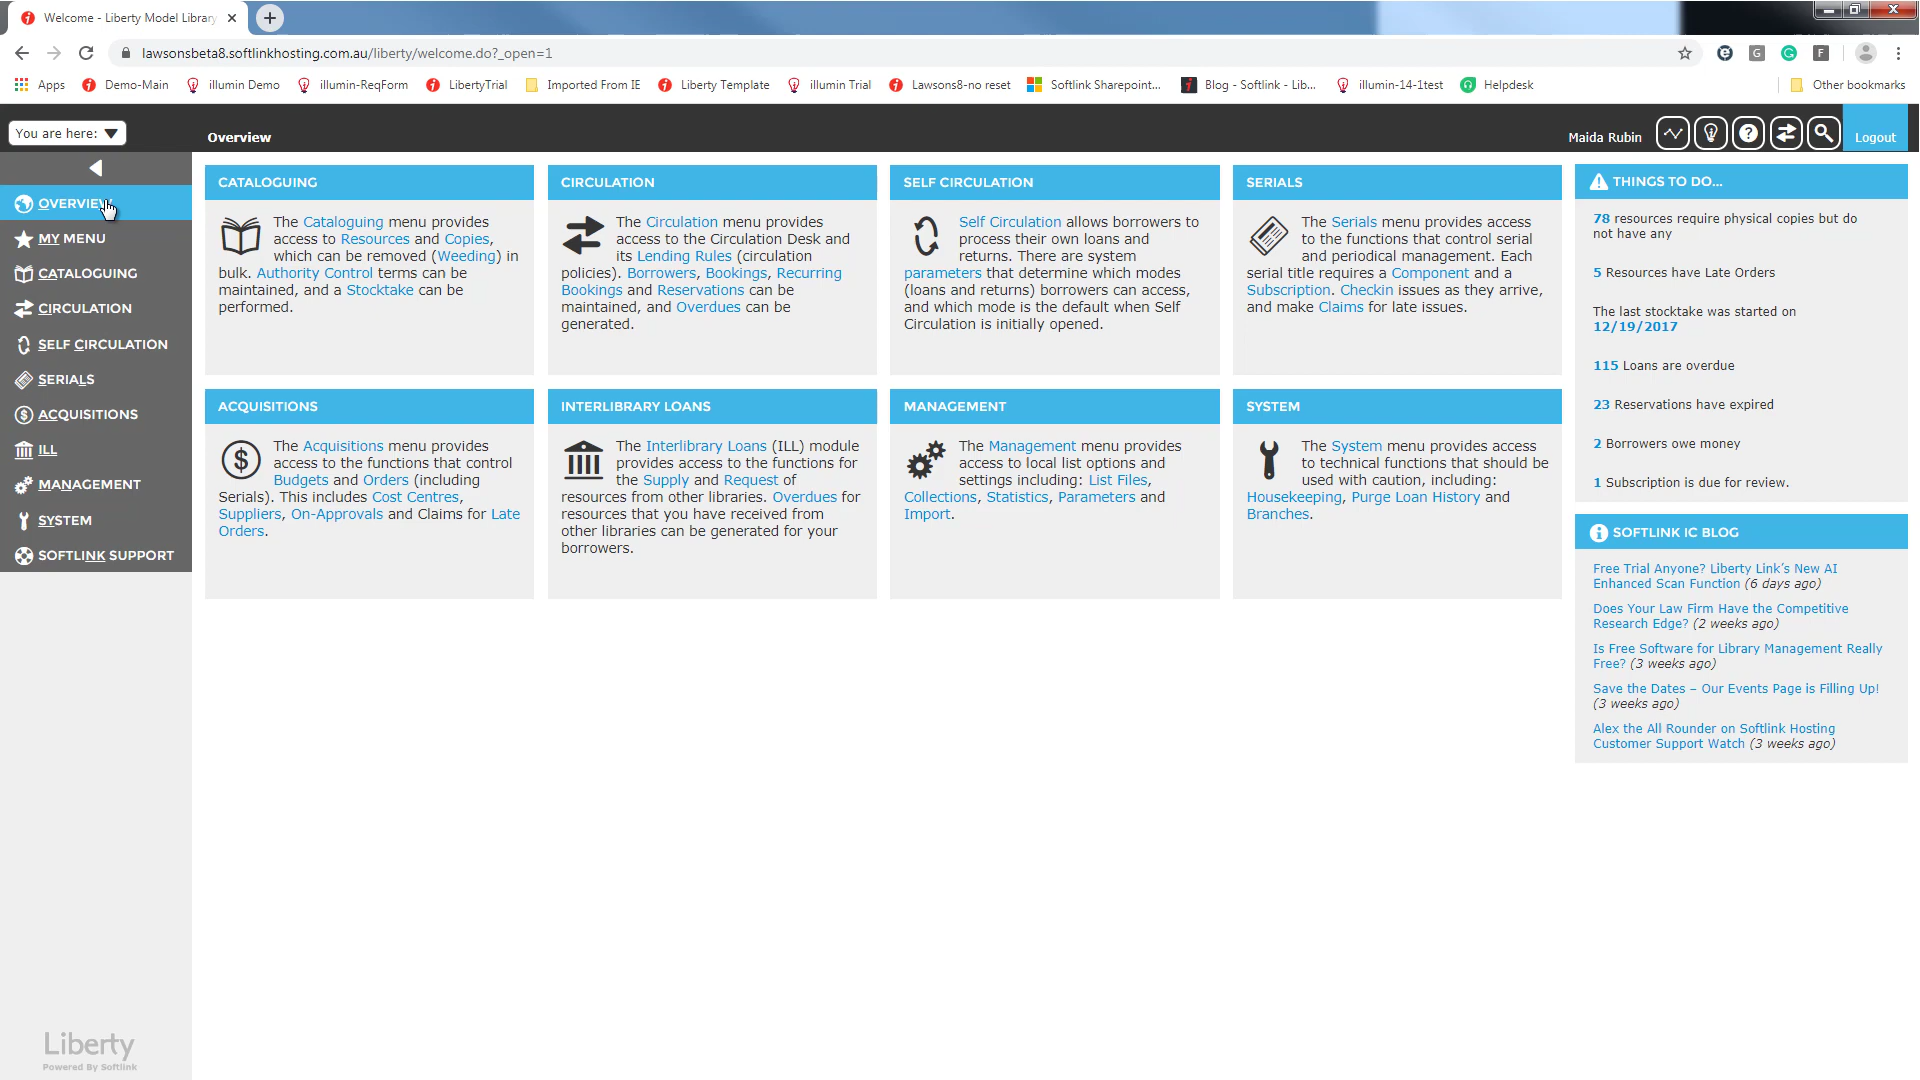 Welcome - Liberty Model Library
lawsonsbeta8.softlinkhosting.com.au/liberty/welcome.do?_open=1
G
F
Apps
Demo-Main
illumin Demo
illumin-ReqForm
LibertyTrial
Imported From IE
Liberty Template
illumin Trial
Lawsons8-no reset
Softlink Sharepoint...
Blog - Softlink - Lib...
illumin-14-1test
Helpdesk
Other bookmarks
You are here:
Overview
Maida Rubin
Logout
OVERVIEW
MY MENU
CATALOGUING
CIRCULATION
SELF CIRCULATION
SERIALS
ACQUISITIONS
ILL
MANAGEMENT
SYSTEM
SOFTLINK SUPPORT
CATALOGUING
The Cataloguing menu provides
access to Resources and Copies,
which can be removed (Weeding) in
bulk. Authority Control terms can be
maintained, and a Stocktake can be
performed.
CIRCULATION
The Circulation menu provides
access to the Circulation Desk and
its Lending Rules (circulation
policies). Borrowers, Bookings, Recurring
Bookings and Reservations can be
maintained, and Overdues can be
generated.
SELF CIRCULATION
Self Circulation allows borrowers to
process their own loans and
returns. There are system
parameters that determine which modes
(loans and returns) borrowers can access,
and which mode is the default when Self
Circulation is initially opened.
SERIALS
The Serials menu provides access
to the functions that control serial
and periodical management. Each
serial title requires a Component and a
Subscription. Checkin issues as they arrive,
and make Claims for late issues.
ACQUISITIONS
The Acquisitions menu provides
access to the functions that control
Budgets and Orders (including
Serials). This includes Cost Centres,
Suppliers, On-Approvals and Claims for Late
Orders.
INTERLIBRARY LOANS
The Interlibrary Loans (ILL) module
provides access to the functions for
the Supply and Request of
resources from other libraries. Overdues for
resources that you have received from
other libraries can be generated for your
borrowers.
MANAGEMENT
The Management menu provides
access to local list options and
settings including: List Files,
Collections, Statistics, Parameters and
Import.
SYSTEM
The System menu provides access
to technical functions that should be
used with caution, including:
Housekeeping, Purge Loan History and
Branches.
THINGS TO DO...
78 resources require physical copies but do
not have any
5 Resources have Late Orders
The last stocktake was started on
12/19/2017
115 Loans are overdue
23 Reservations have expired
2 Borrowers owe money
1 Subscription is due for review.
SOFTLINK IC BLOG
Free Trial Anyone? Liberty Link's New AI
Enhanced Scan Function (6 days ago)
Does Your Law Firm Have the Competitive
Research Edge? (2 weeks ago)
Is Free Software for Library Management Really
Free? (3 weeks ago)
Save the Dates – Our Events Page is Filling Up!
(3 weeks ago)
Alex the All Rounder on Softlink Hosting
Customer Support Watch (3 weeks ago)
Liberty
Powered By Softlink